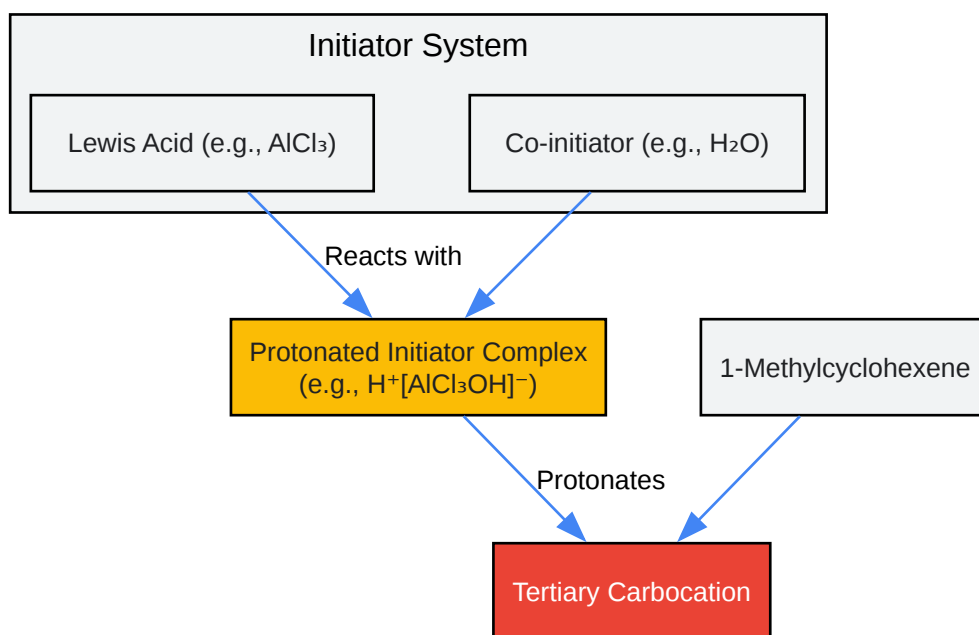 Initiator System
Lewis Acid (e.g., AlCl₃)
Co-initiator (e.g., H₂O)
Reacts with
Protonated Initiator Complex
(e.g., H⁺[AlCl₃OH]⁻)
1-Methylcyclohexene
Protonates
Tertiary Carbocation